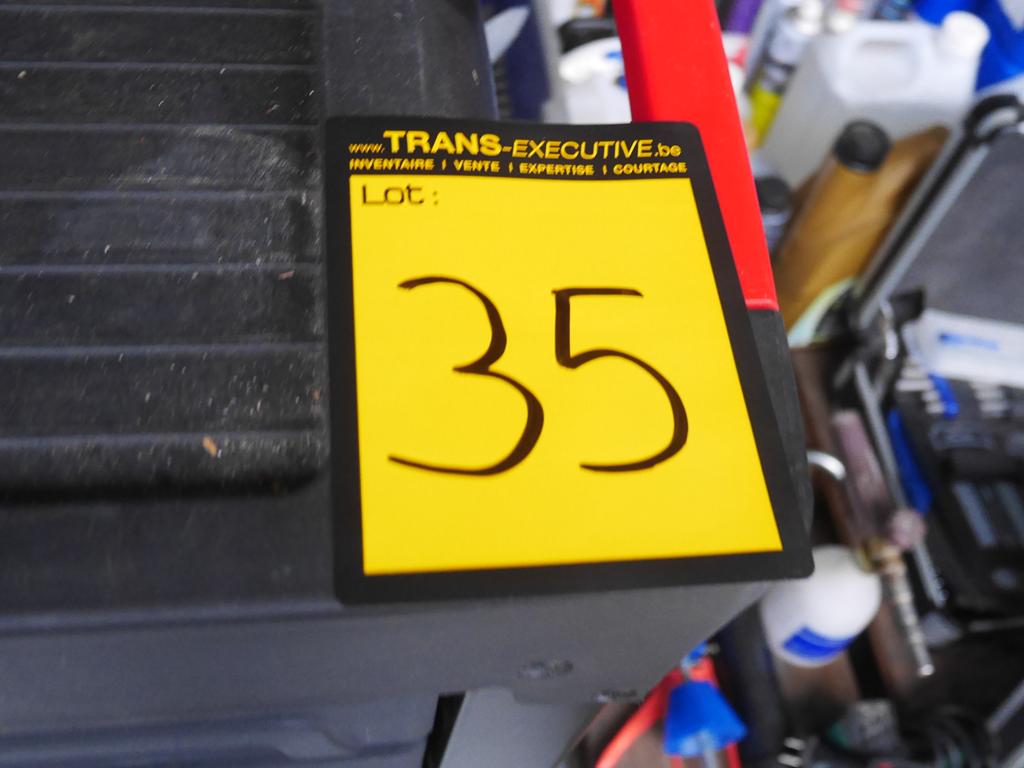 www.TRANS-EXECUTIVE.be
INVENTAIRE | VENTE | EXPERTISE | COURTAGE
Lot:
35